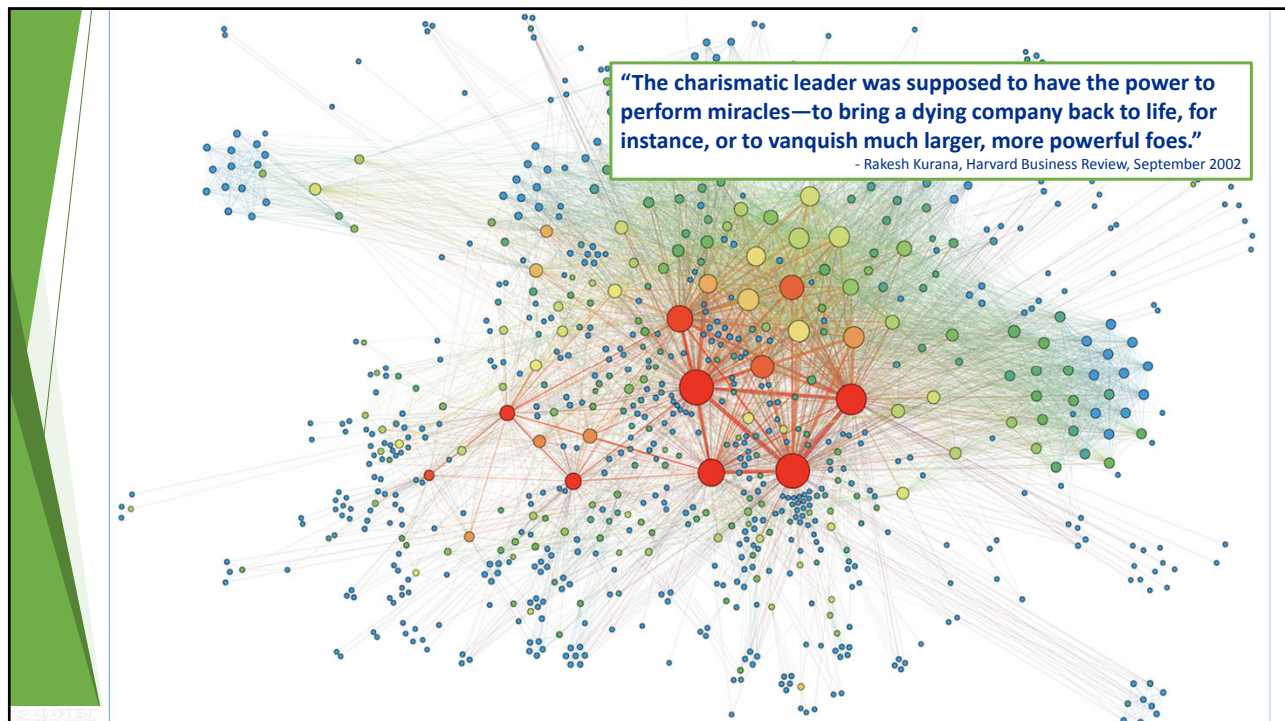 “The charismatic leader was supposed to have the power to
perform miracles—to bring a dying company back to life, for
instance, or to vanquish much larger, more powerful foes.”
- Rakesh Kurana, Harvard Business Review, September 2002